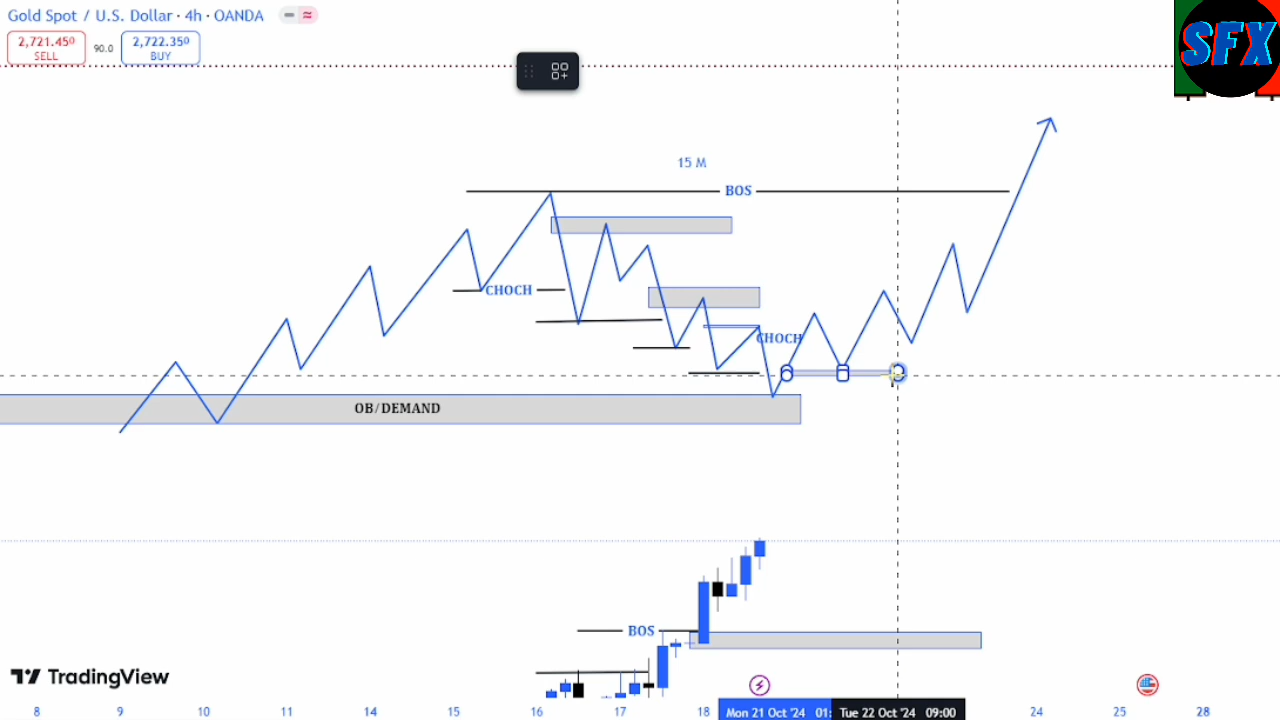 Gold Spot / U.S. Dollar · 4h · OANDA
2,721.450
SELL
90.0
2,722.350
BUY
SFX
15 M
BOS
CHOCH
CHOCH
OB/DEMAND
BOS
TradingView
8 9 10 11 14 15 16 17 18 Mon 21 Oct '24 01: Tue 22 Oct '24 09:00 24 25 28